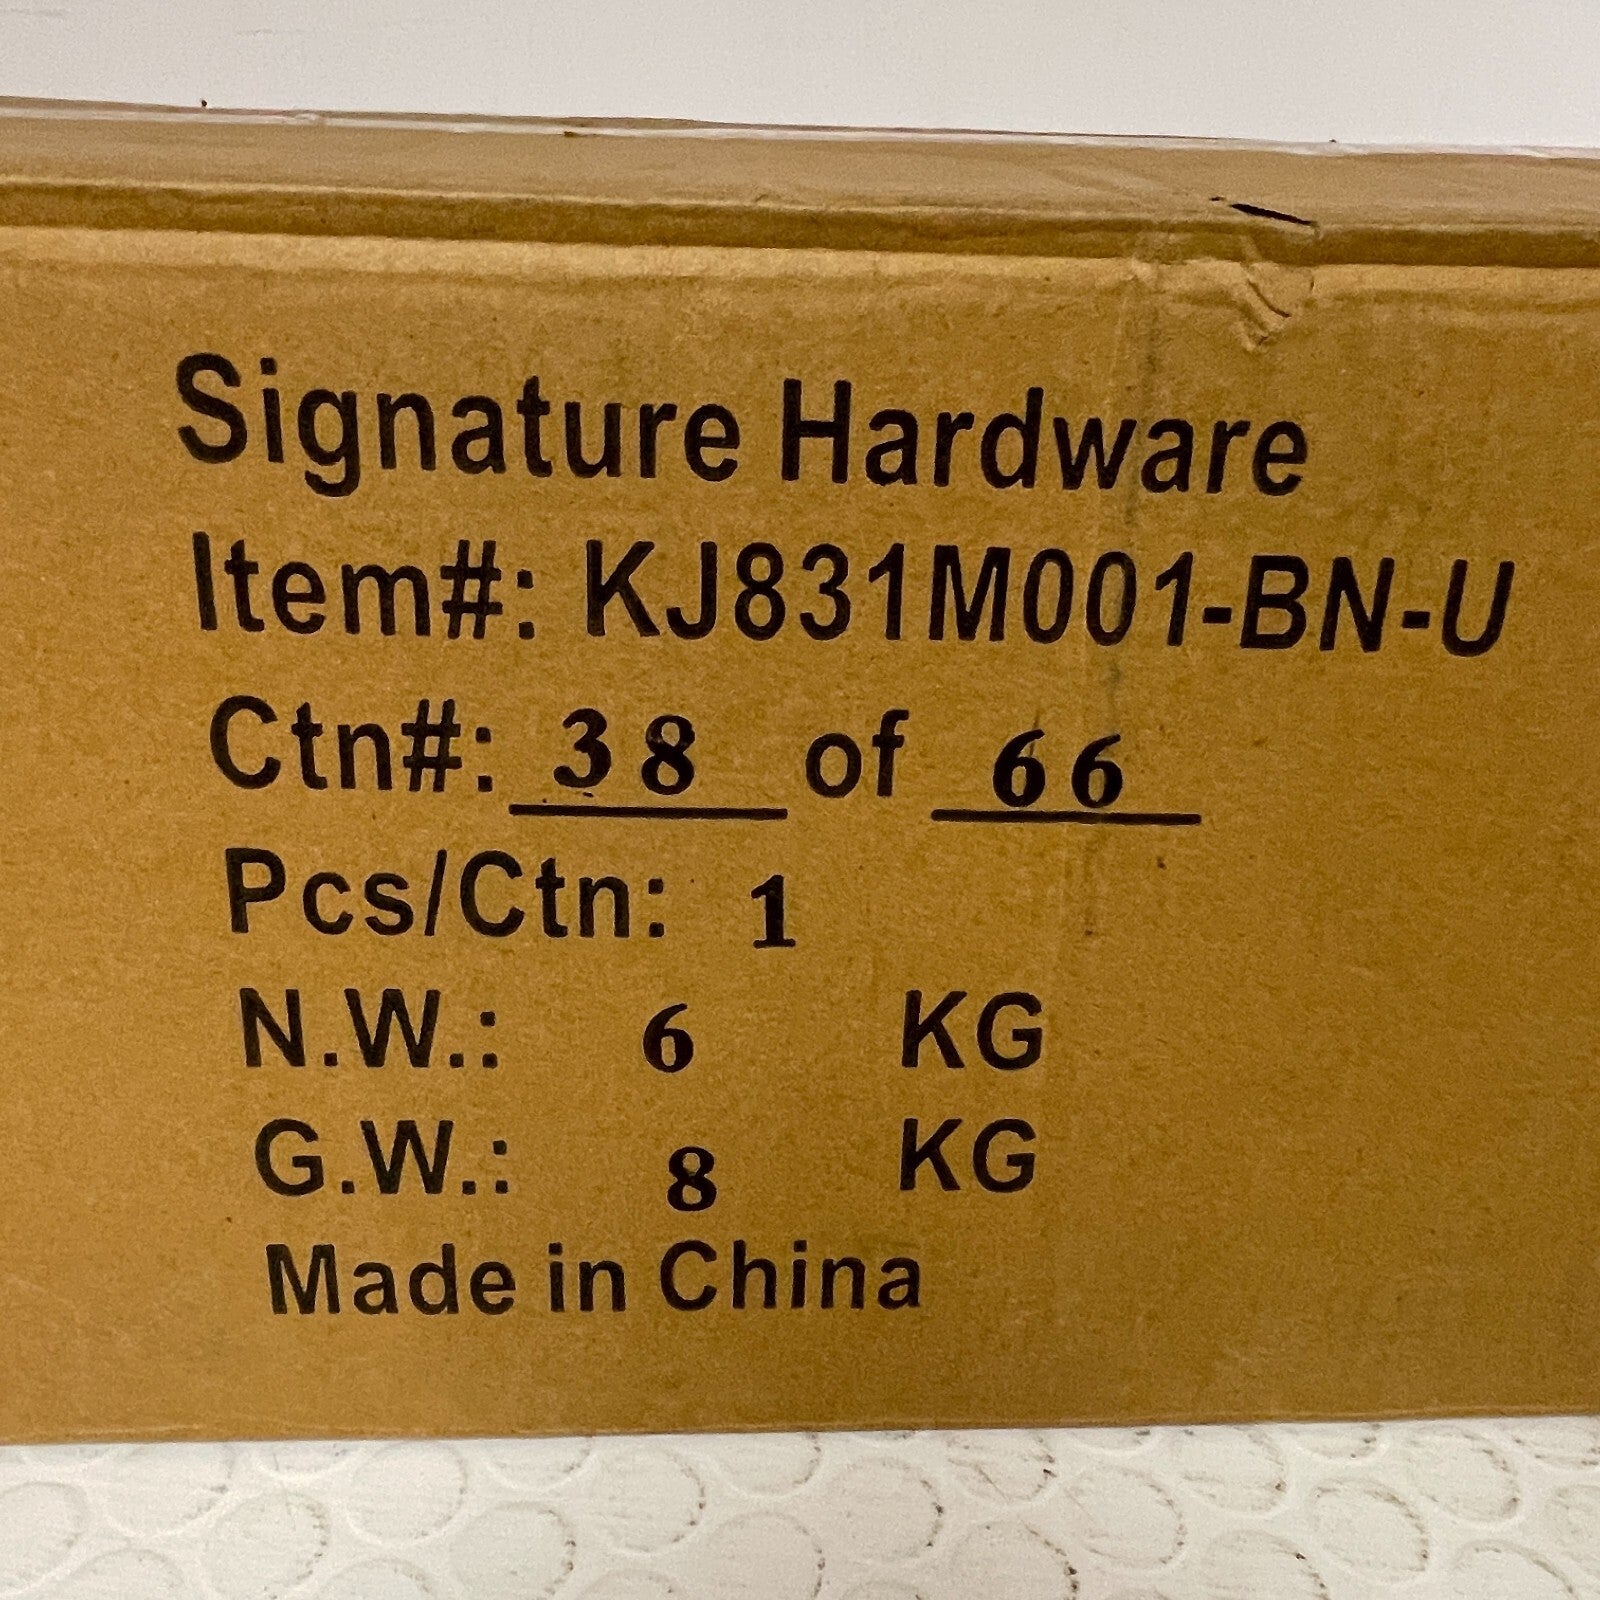 Signature Hardware
Item#: KJ831M001-BN-U
Ctn#: 38 of 66
Pcs/Ctn: 1
N.W.: 6 KG
G.W.: 8 KG
Made in China